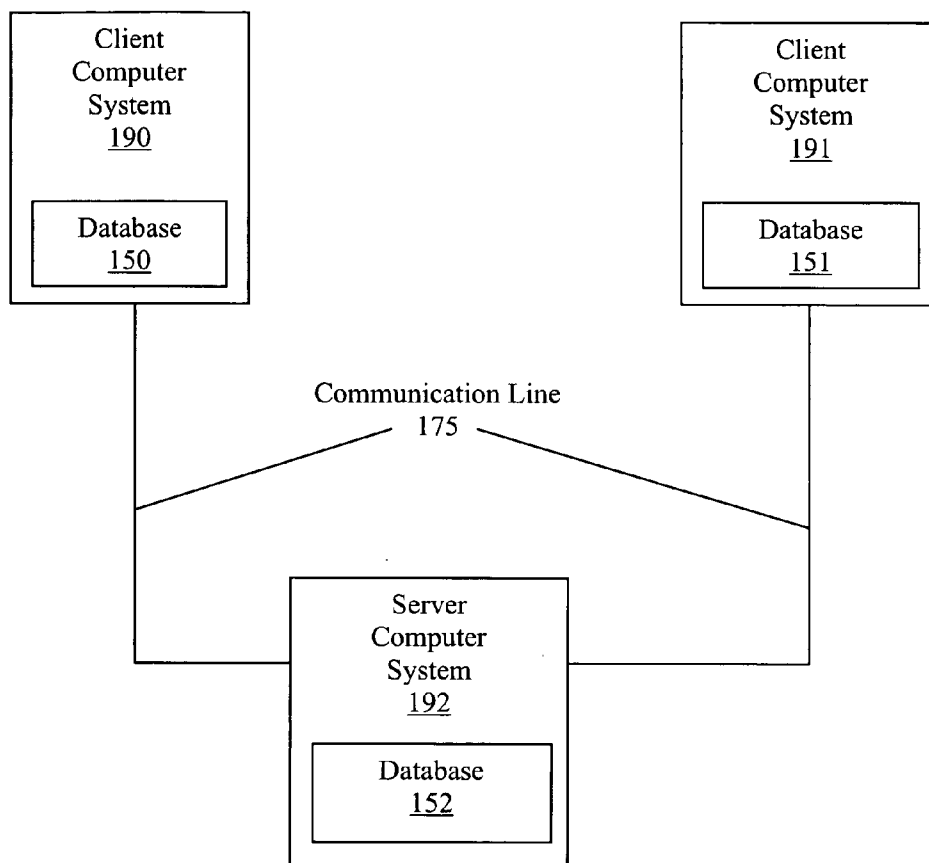 Client
Computer
System
190
Database
150
Client
Computer
System
191
Database
151
Communication Line
175
Server
Computer
System
192
Database
152